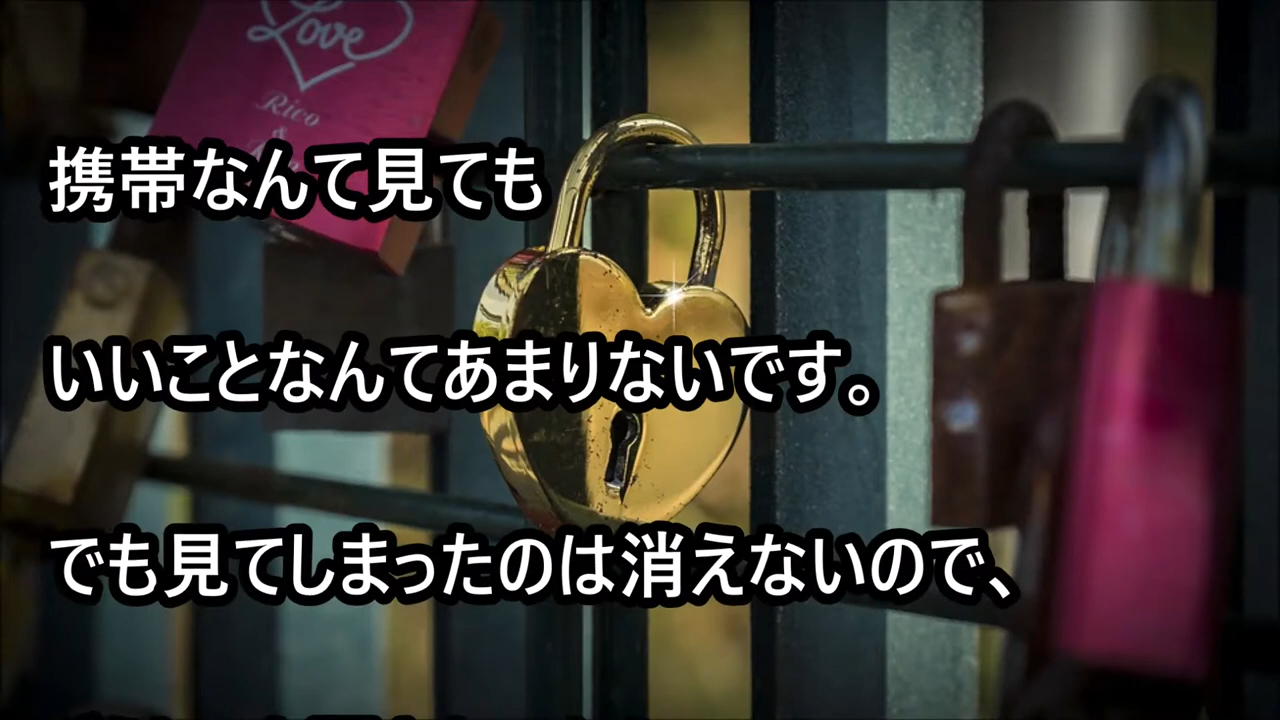 Love
Rico
&
携帯なんて見ても
いいことなんてあまりないです。
でも見てしまったのは消えないので、